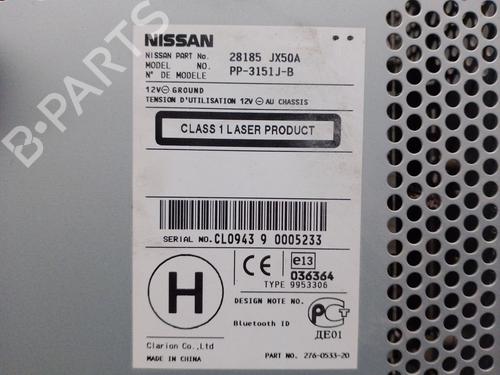 NISSAN
NISSAN PART No. 28185 JX50A
MODEL NO. PP-3151J-B
N° DE MODELE
12V⊖GROUND
TENSION D'UTILISATION 12V⊖AU CHASSIS
CLASS 1 LASER PRODUCT
SERIAL NO. CL0943 9 0005233
H
CE
e13
036364
TYPE 9953306
DESIGN NOTE NO.
Bluetooth ID
РСТ
ДЕ01
Clarion Co.,Ltd
MADE IN CHINA
PART NO. 276-0533-20
B-PARTS